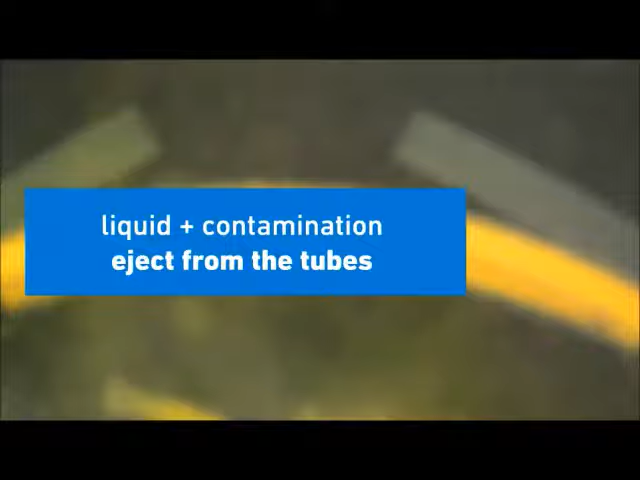 liquid + contamination
eject from the tubes